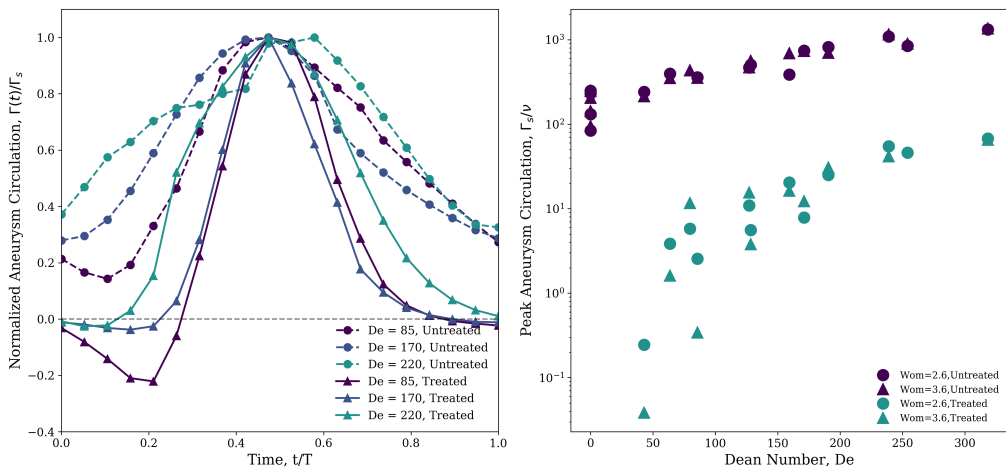 Normalized Aneurysm Circulation, Γ(t)/Γₛ
1.0
0.8
0.6
0.4
0.2
0.0
−0.2
−0.4
De = 85, Untreated
De = 170, Untreated
De = 220, Untreated
De = 85, Treated
De = 170, Treated
De = 220, Treated
0.0 0.2 0.4 0.6 0.8 1.0
Time, t/T
Peak Aneurysm Circulation, Γₛ/ν
10³
10²
10¹
10⁰
10⁻¹
Wom=2.6,Untreated
Wom=3.6,Untreated
Wom=2.6,Treated
Wom=3.6,Treated
0 50 100 150 200 250 300
Dean Number, De